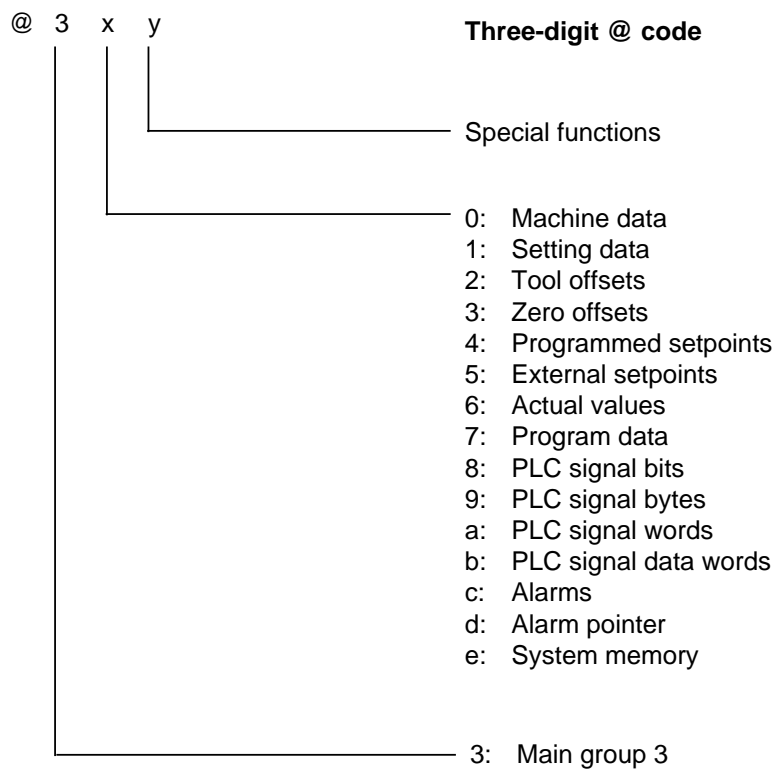 @ 3 x y
Three-digit @ code
Special functions
0: Machine data
1: Setting data
2: Tool offsets
3: Zero offsets
4: Programmed setpoints
5: External setpoints
6: Actual values
7: Program data
8: PLC signal bits
9: PLC signal bytes
a: PLC signal words
b: PLC signal data words
c: Alarms
d: Alarm pointer
e: System memory
3: Main group 3